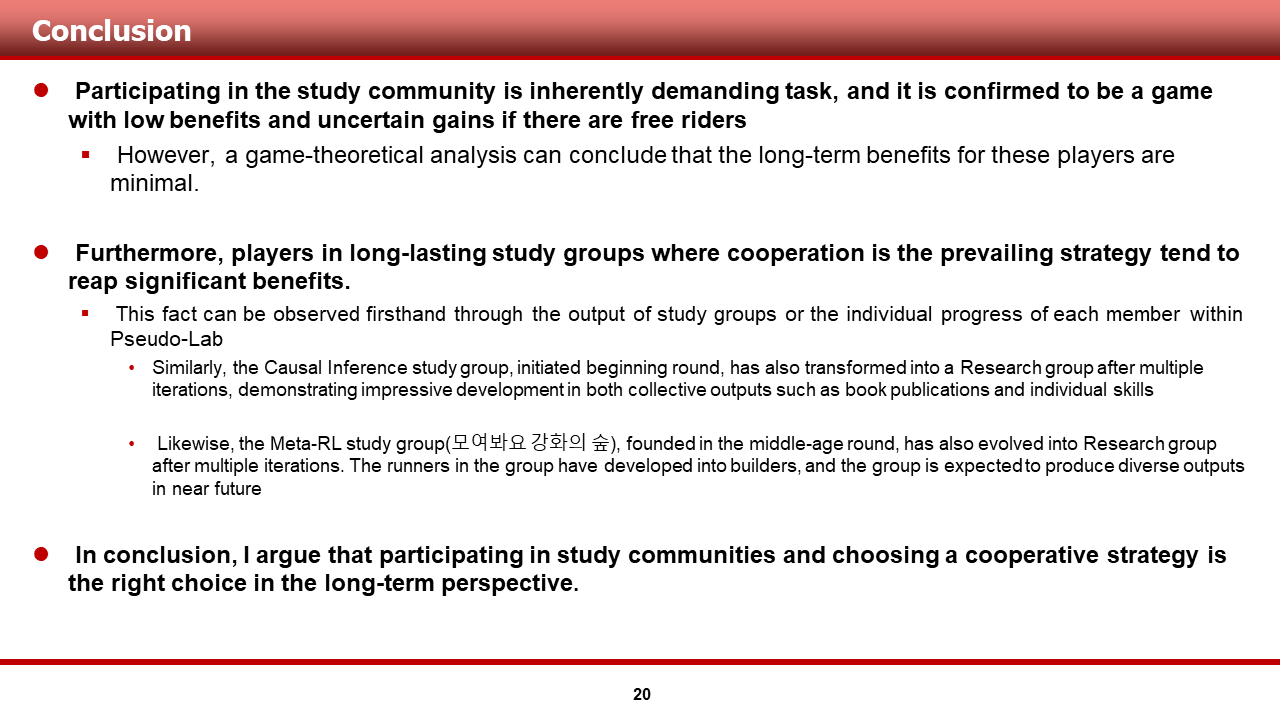 Conclusion
Participating in the study community is inherently demanding task, and it is confirmed to be a game
with low benefits and uncertain gains if there are free riders
However, a game-theoretical analysis can conclude that the long-term benefits for these players are
minimal.
Furthermore, players in long-lasting study groups where cooperation is the prevailing strategy tend to
reap significant benefits.
This fact can be observed firsthand through the output of study groups or the individual progress of each member within
Pseudo-Lab
Similarly, the Causal Inference study group, initiated beginning round, has also transformed into a Research group after multiple
iterations, demonstrating impressive development in both collective outputs such as book publications and individual skills
Likewise, the Meta-RL study group(모여봐요 강화의 숲), founded in the middle-age round, has also evolved into Research group
after multiple iterations. The runners in the group have developed into builders, and the group is expected to produce diverse outputs
in near future
In conclusion, I argue that participating in study communities and choosing a cooperative strategy is
the right choice in the long-term perspective.
20